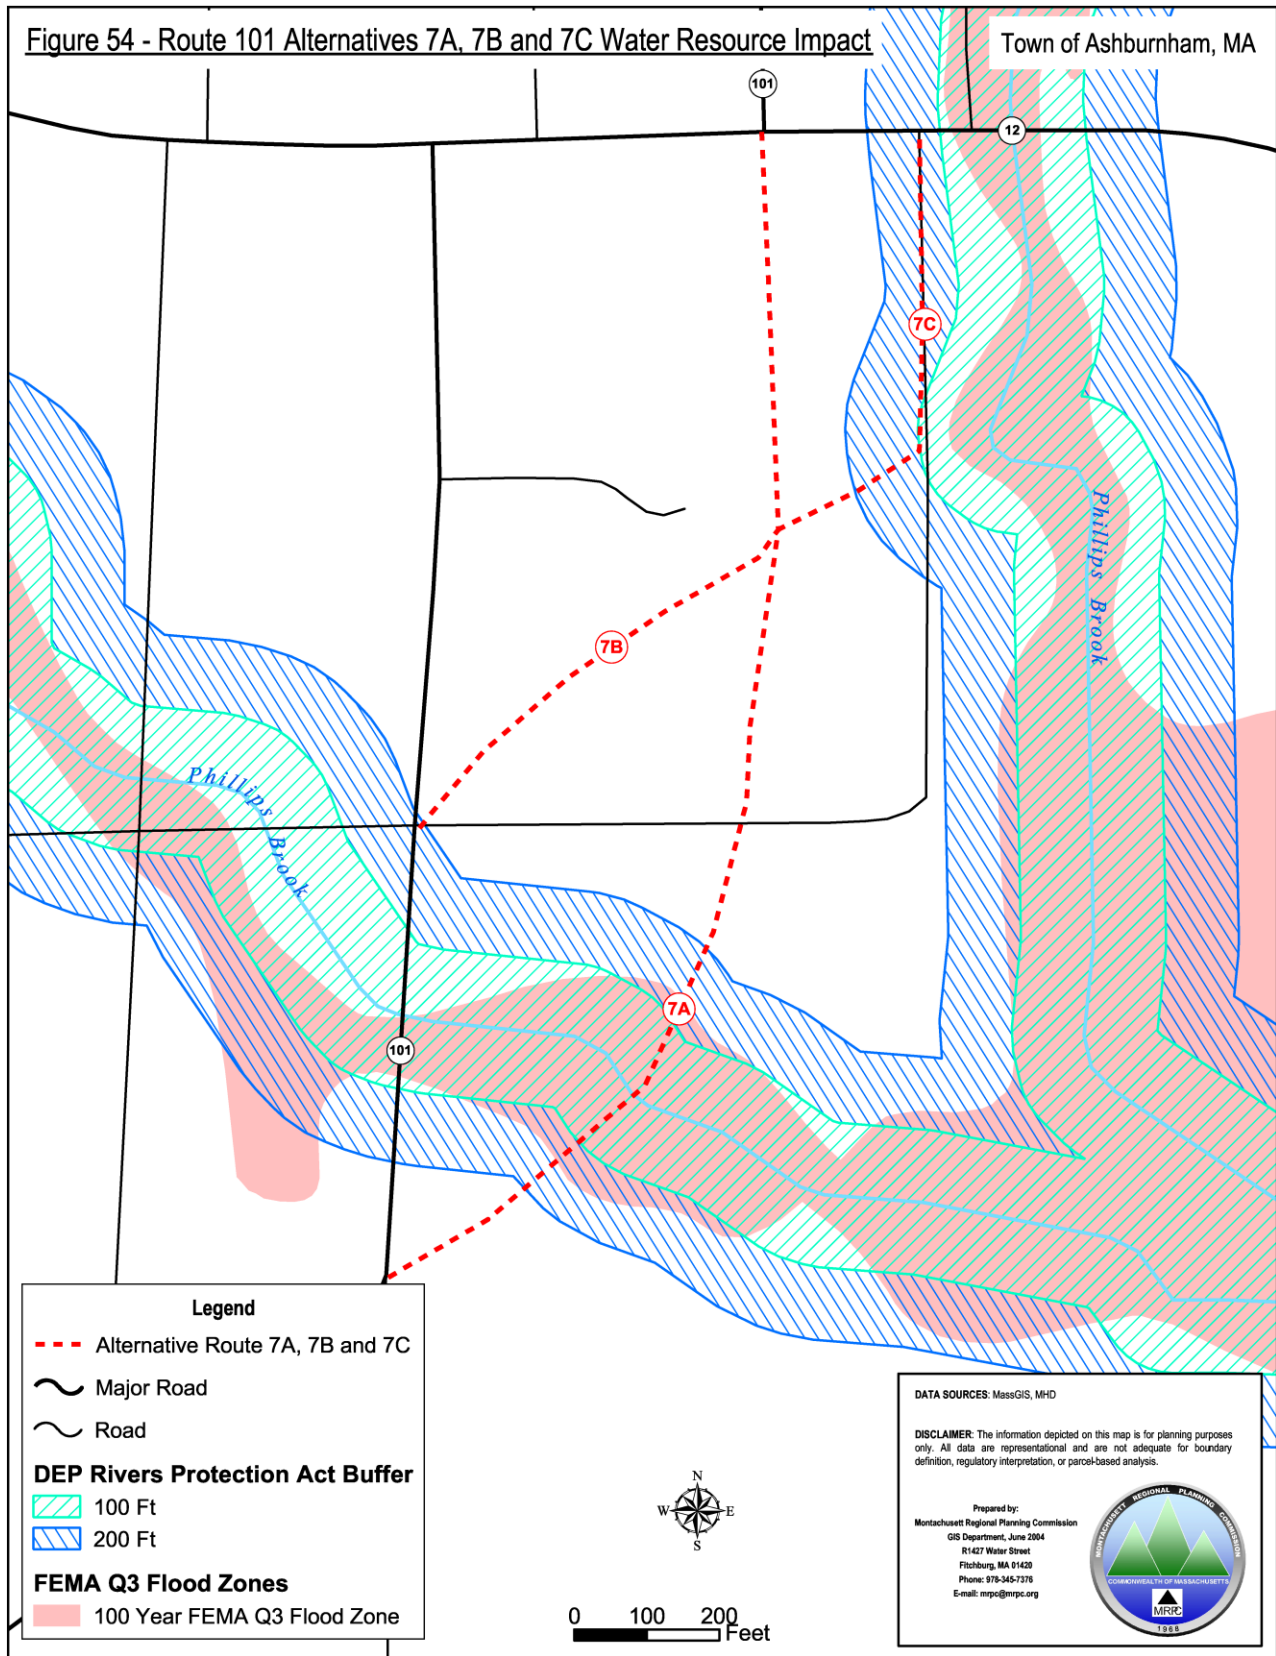 Figure 54 - Route 101 Alternatives 7A, 7B and 7C Water Resource Impact
Town of Ashburnham, MA
101
12
7C
Phillips Brook
7B
Phillips Brook
7A
101
Legend
Alternative Route 7A, 7B and 7C
Major Road
Road
DEP Rivers Protection Act Buffer
100 Ft
200 Ft
FEMA Q3 Flood Zones
100 Year FEMA Q3 Flood Zone
N
W E
S
0 100 200
Feet
DATA SOURCES: MassGIS, MHD
DISCLAIMER: The information depicted on this map is for planning purposes
only. All data are representational and are not adequate for boundary
definition, regulatory interpretation, or parcel-based analysis.
Prepared by:
Montachusett Regional Planning Commission
GIS Department, June 2004
R1427 Water Street
Fitchburg, MA 01420
Phone: 978-345-7376
E-mail: mrpc@mrpc.org
MONTACHUSETT REGIONAL PLANNING COMMISSION
COMMONWEALTH OF MASSACHUSETTS
MRPC
1968